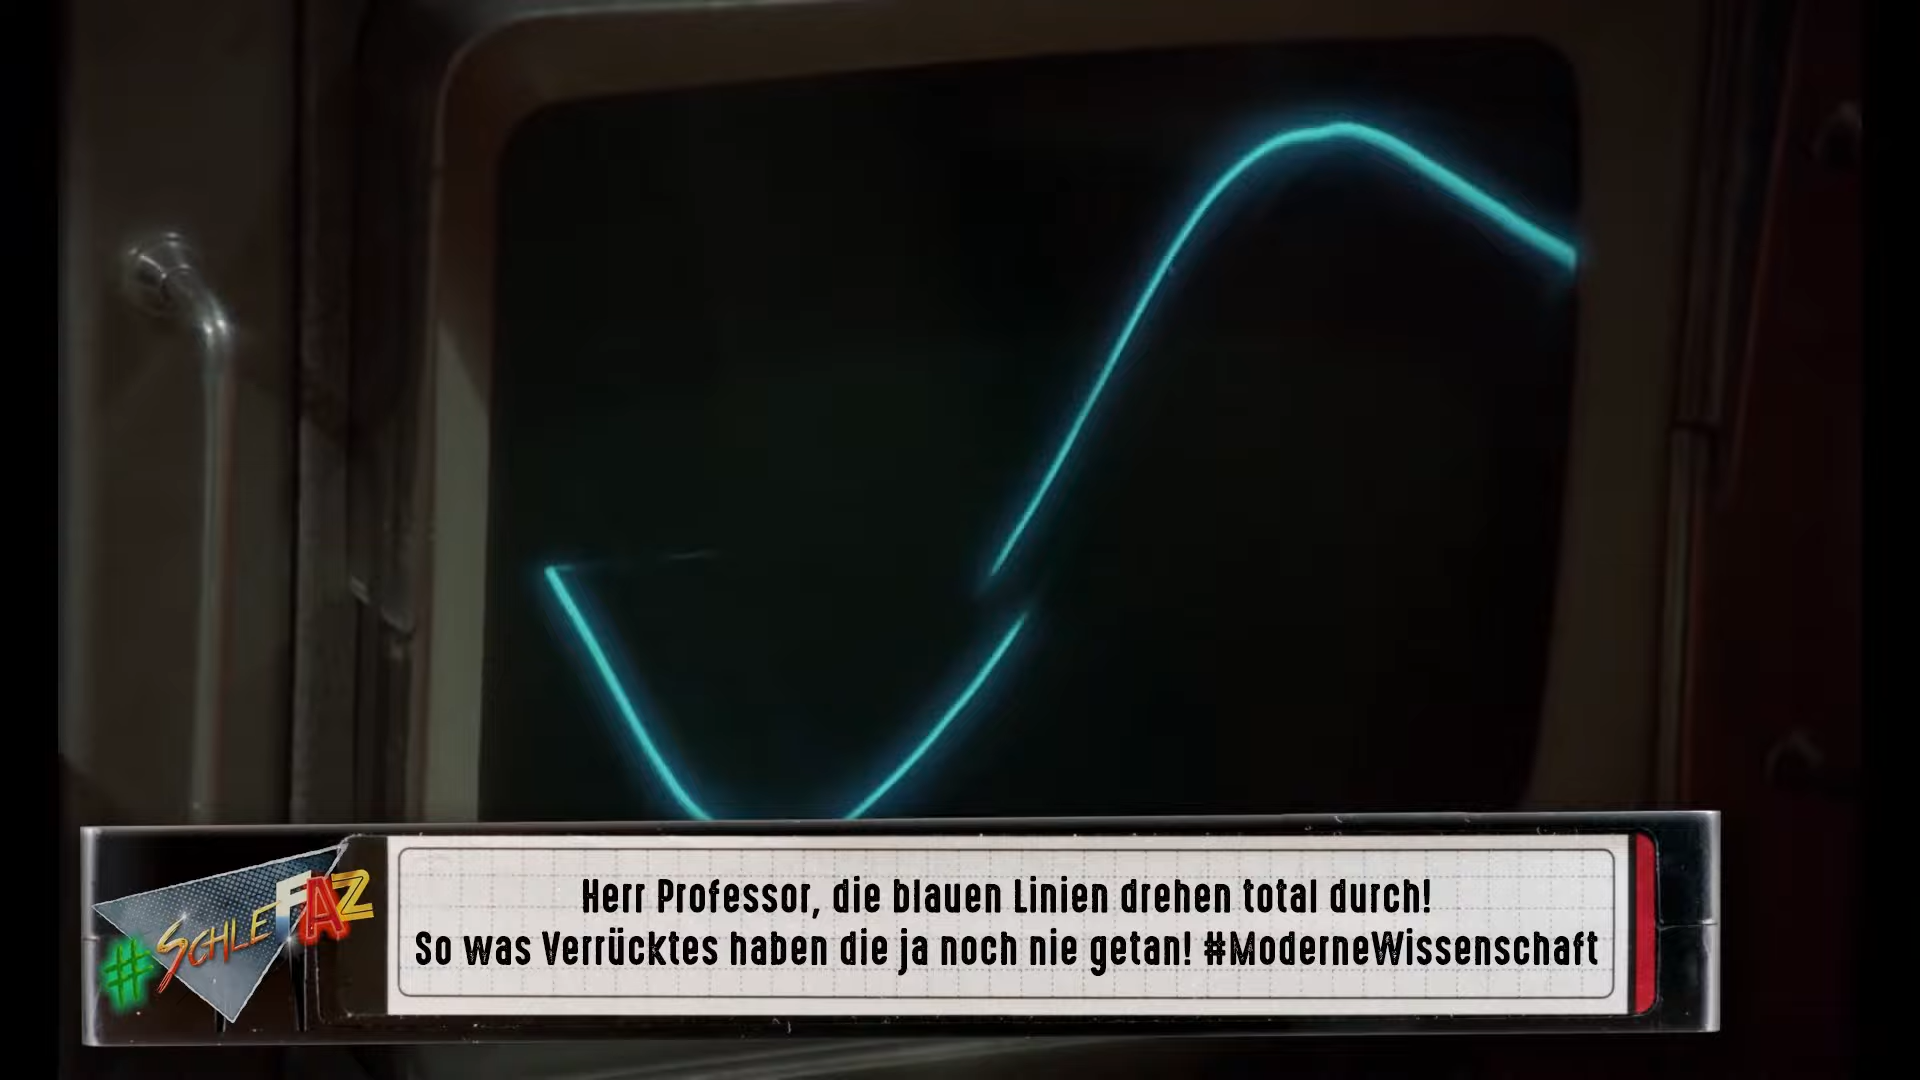 #SCHLEFAZ
Herr Professor, die blauen Linien drehen total durch!
So was Verrücktes haben die ja noch nie getan! #ModerneWissenschaft